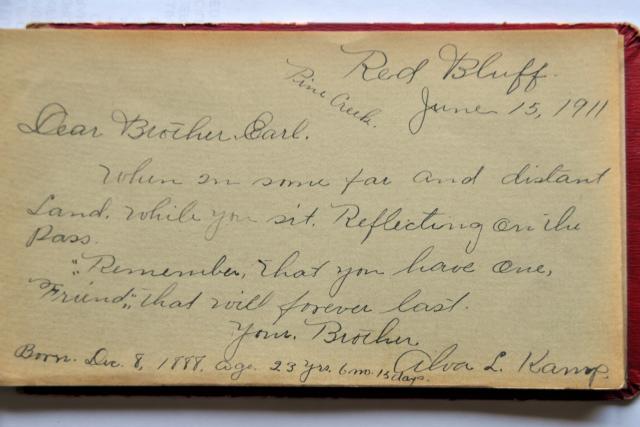 Red Bluff.
Pine Creek.
June 15, 1911
Dear Brother Earl.
When in some far and distant
Land. While you sit. Reflecting on the
Pass.
"Remember, that you have one,
Friend," that will forever last.
Your. Brother
Alva L. Kamp.
Born. Dec. 8, 1888. age. 23 yrs. 6 mo. 15 days.